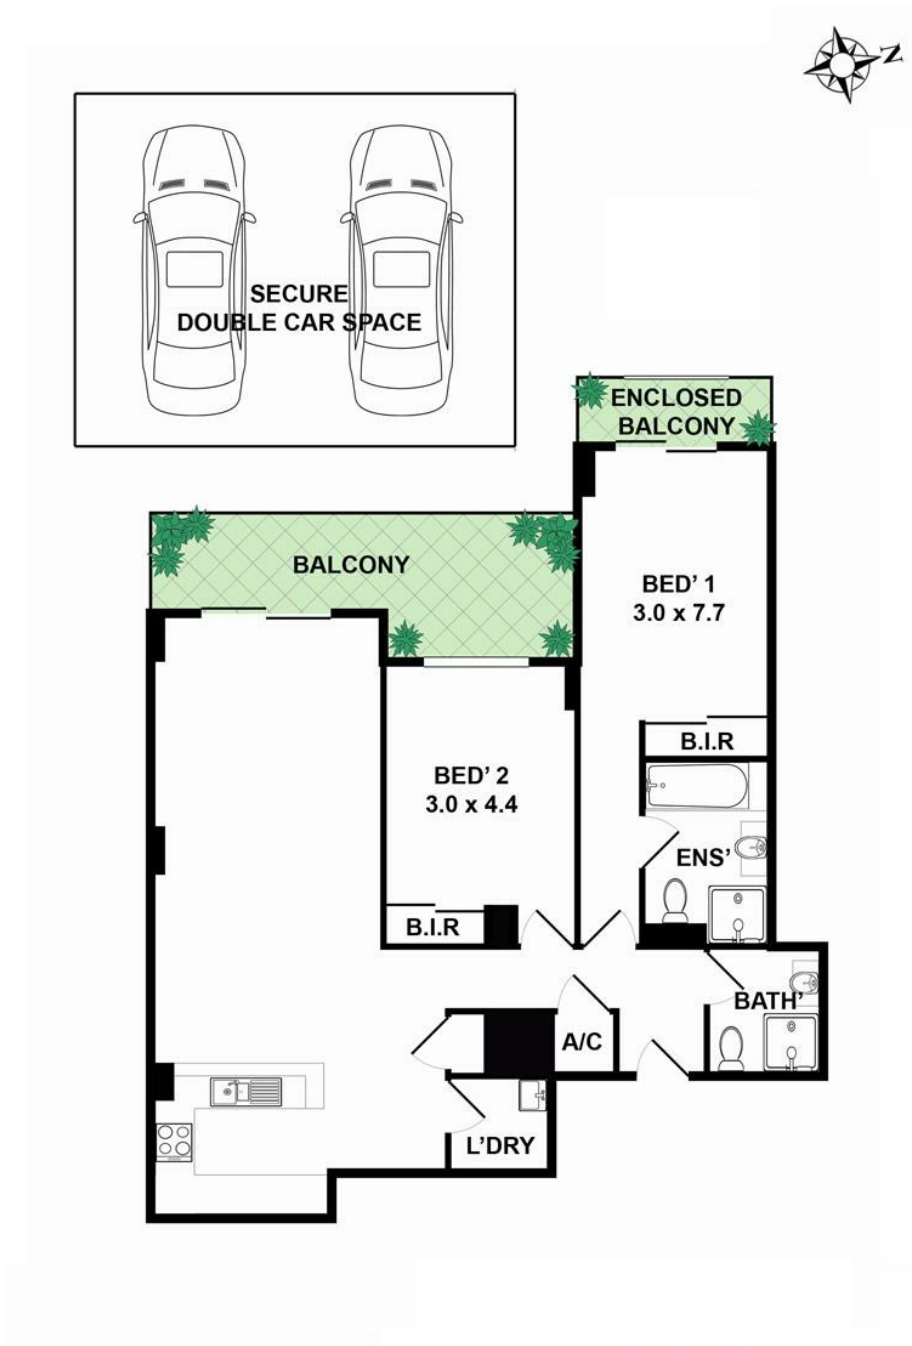 N
SECURE
DOUBLE CAR SPACE
ENCLOSED
BALCONY
BALCONY
BED' 1
3.0 x 7.7
B.I.R
BED' 2
3.0 x 4.4
ENS'
B.I.R
BATH'
A/C
L'DRY